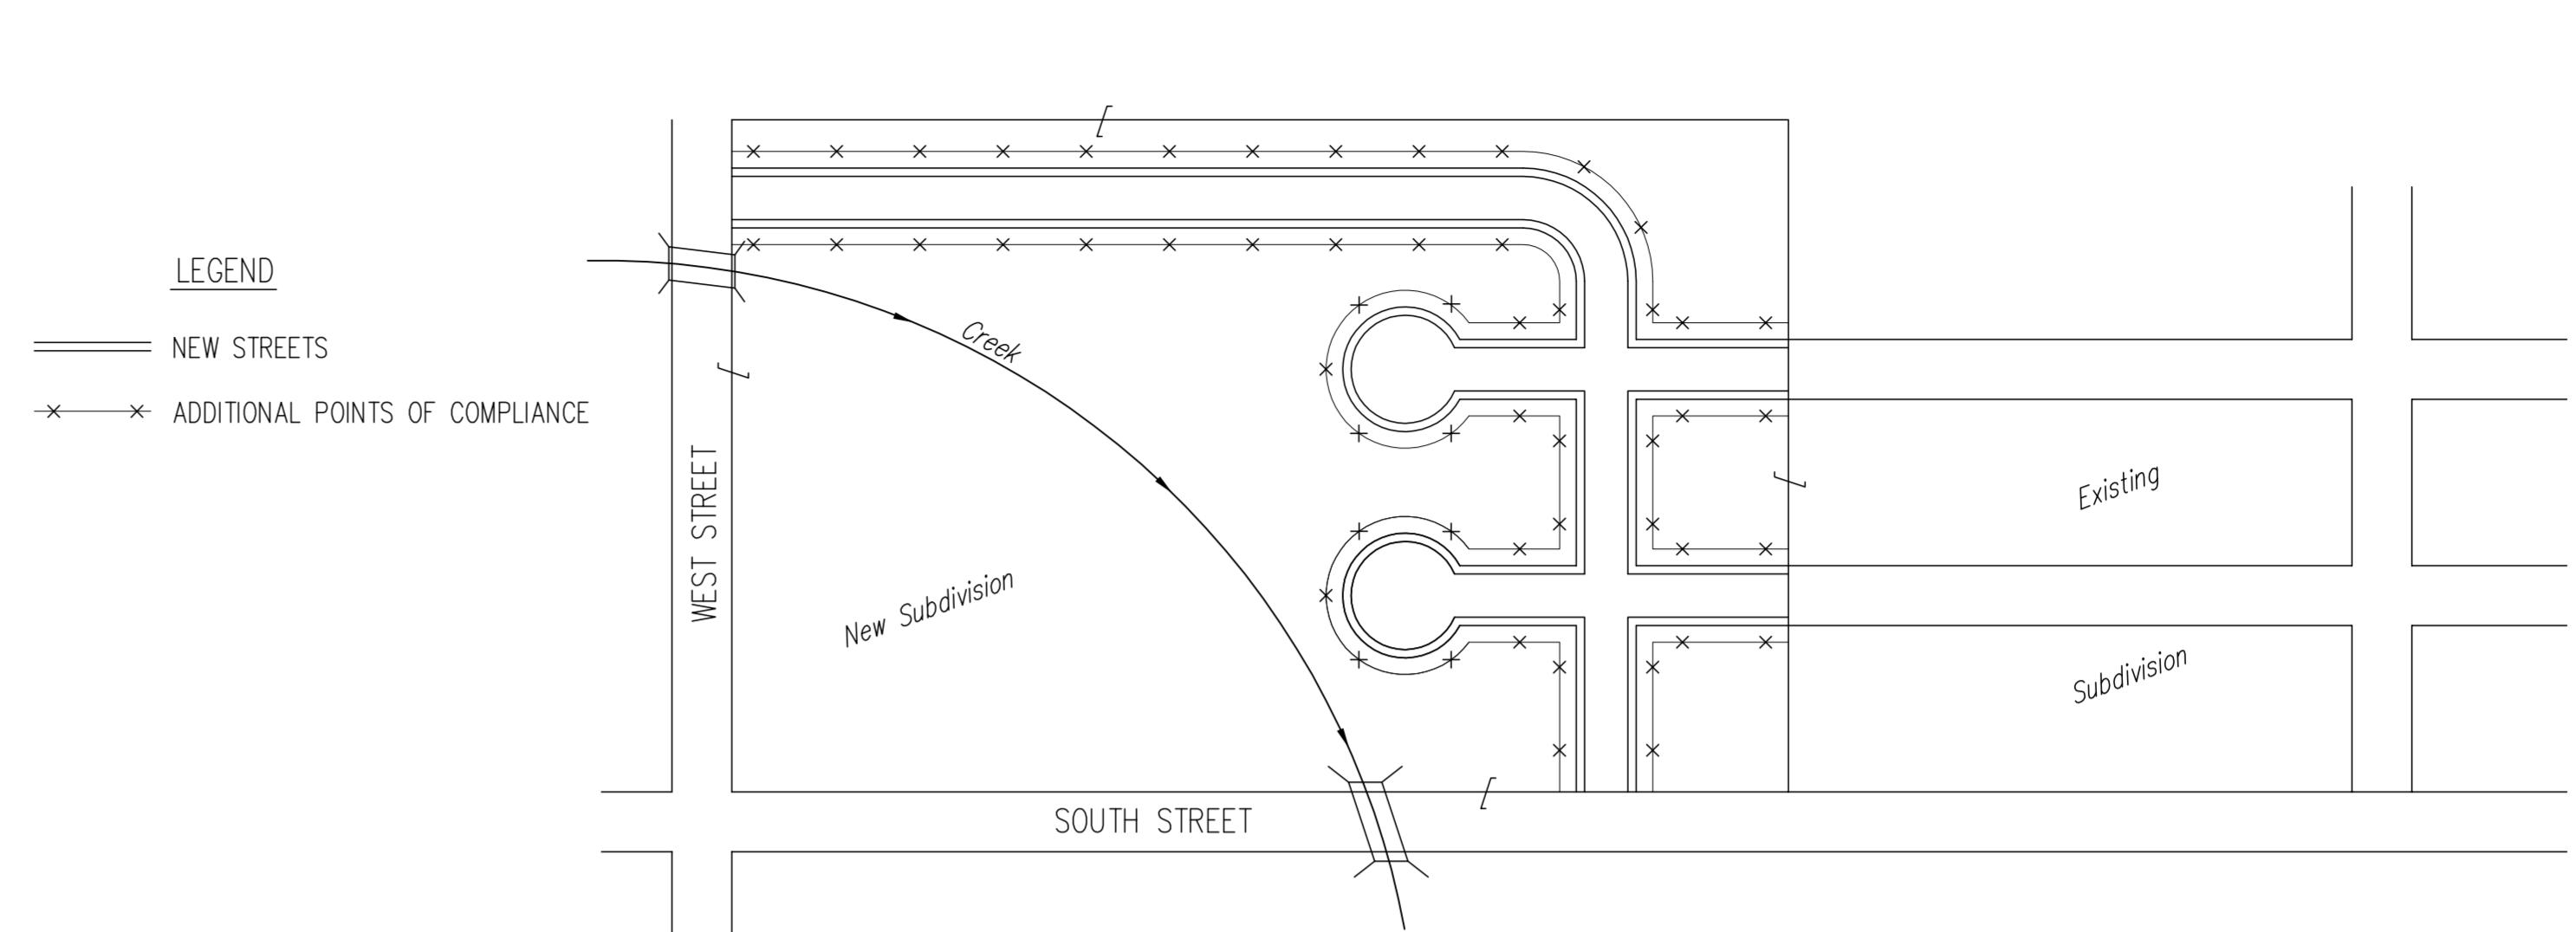 LEGEND
NEW STREETS
ADDITIONAL POINTS OF COMPLIANCE
Creek
WEST STREET
New Subdivision
Existing
Subdivision
SOUTH STREET